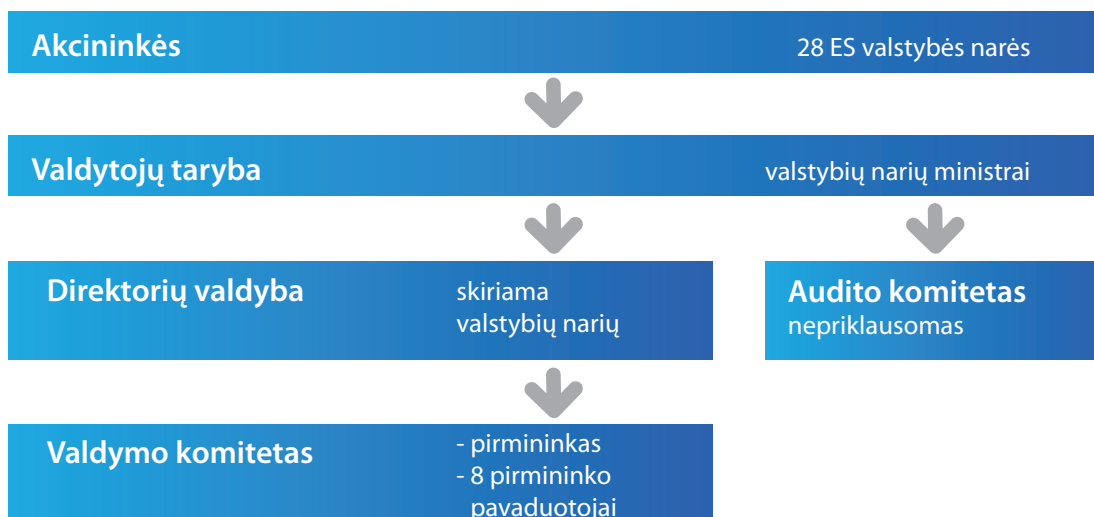 Akcininkės 28 ES valstybės narės
Valdytojų taryba valstybių narių ministrai
Direktorių valdyba
skiriama
valstybių narių
Audito komitetas
nepriklausomas
Valdymo komitetas
- pirmininkas
- 8 pirmininko
pavaduotojai